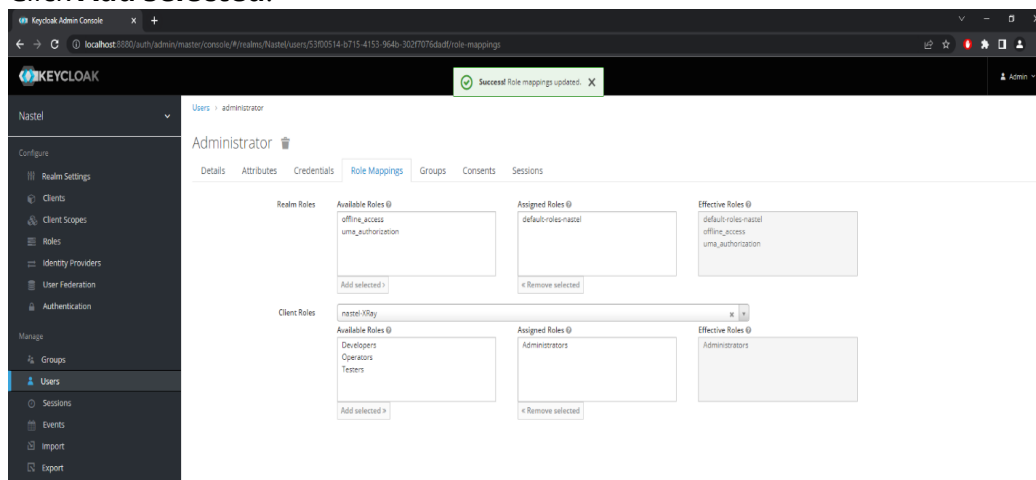 Click Add selected.
Keycloak Admin Console
localhost:8880/auth/admin/master/console/#/realms/Nastel/users/53f00514-b715-4153-964b-302f7076dadf/role-mappings
KEYCLOAK
Success! Role mappings updated.
Admin
Nastel
Users > administrator
Administrator
Configure
Realm Settings
Clients
Client Scopes
Roles
Identity Providers
User Federation
Authentication
Manage
Groups
Users
Sessions
Events
Import
Export
Details Attributes Credentials Role Mappings Groups Consents Sessions
Realm Roles
Available Roles
offline_access
uma_authorization
Add selected >
Assigned Roles
default-roles-nastel
« Remove selected
Effective Roles
default-roles-nastel
offline_access
uma_authorization
Client Roles
nastel-XRay
Available Roles
Developers
Operators
Testers
Add selected »
Assigned Roles
Administrators
« Remove selected
Effective Roles
Administrators